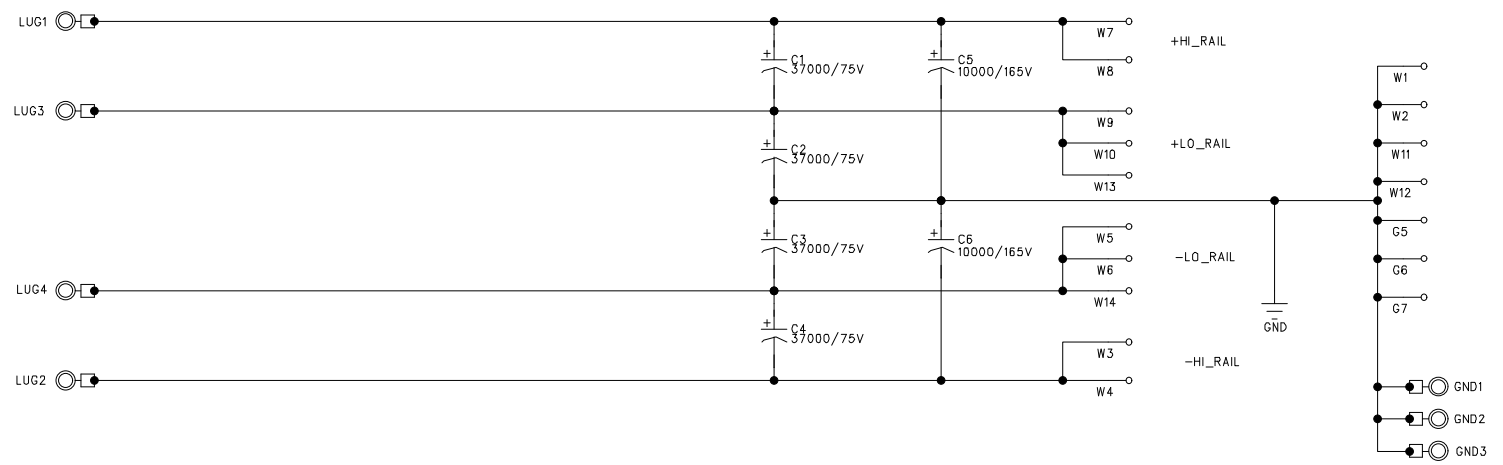 LUG1
W7
+HI_RAIL
+
C1
37000/75V
+
C5
10000/165V
W8
W1
LUG3
W9
W2
+
C2
37000/75V
W10
+LO_RAIL
W11
W13
W12
+
C3
37000/75V
+
C6
10000/165V
W5
G5
-LO_RAIL
W6
G6
LUG4
W14
G7
+
C4
37000/75V
GND
W3
-HI_RAIL
LUG2
W4
GND1
GND2
GND3